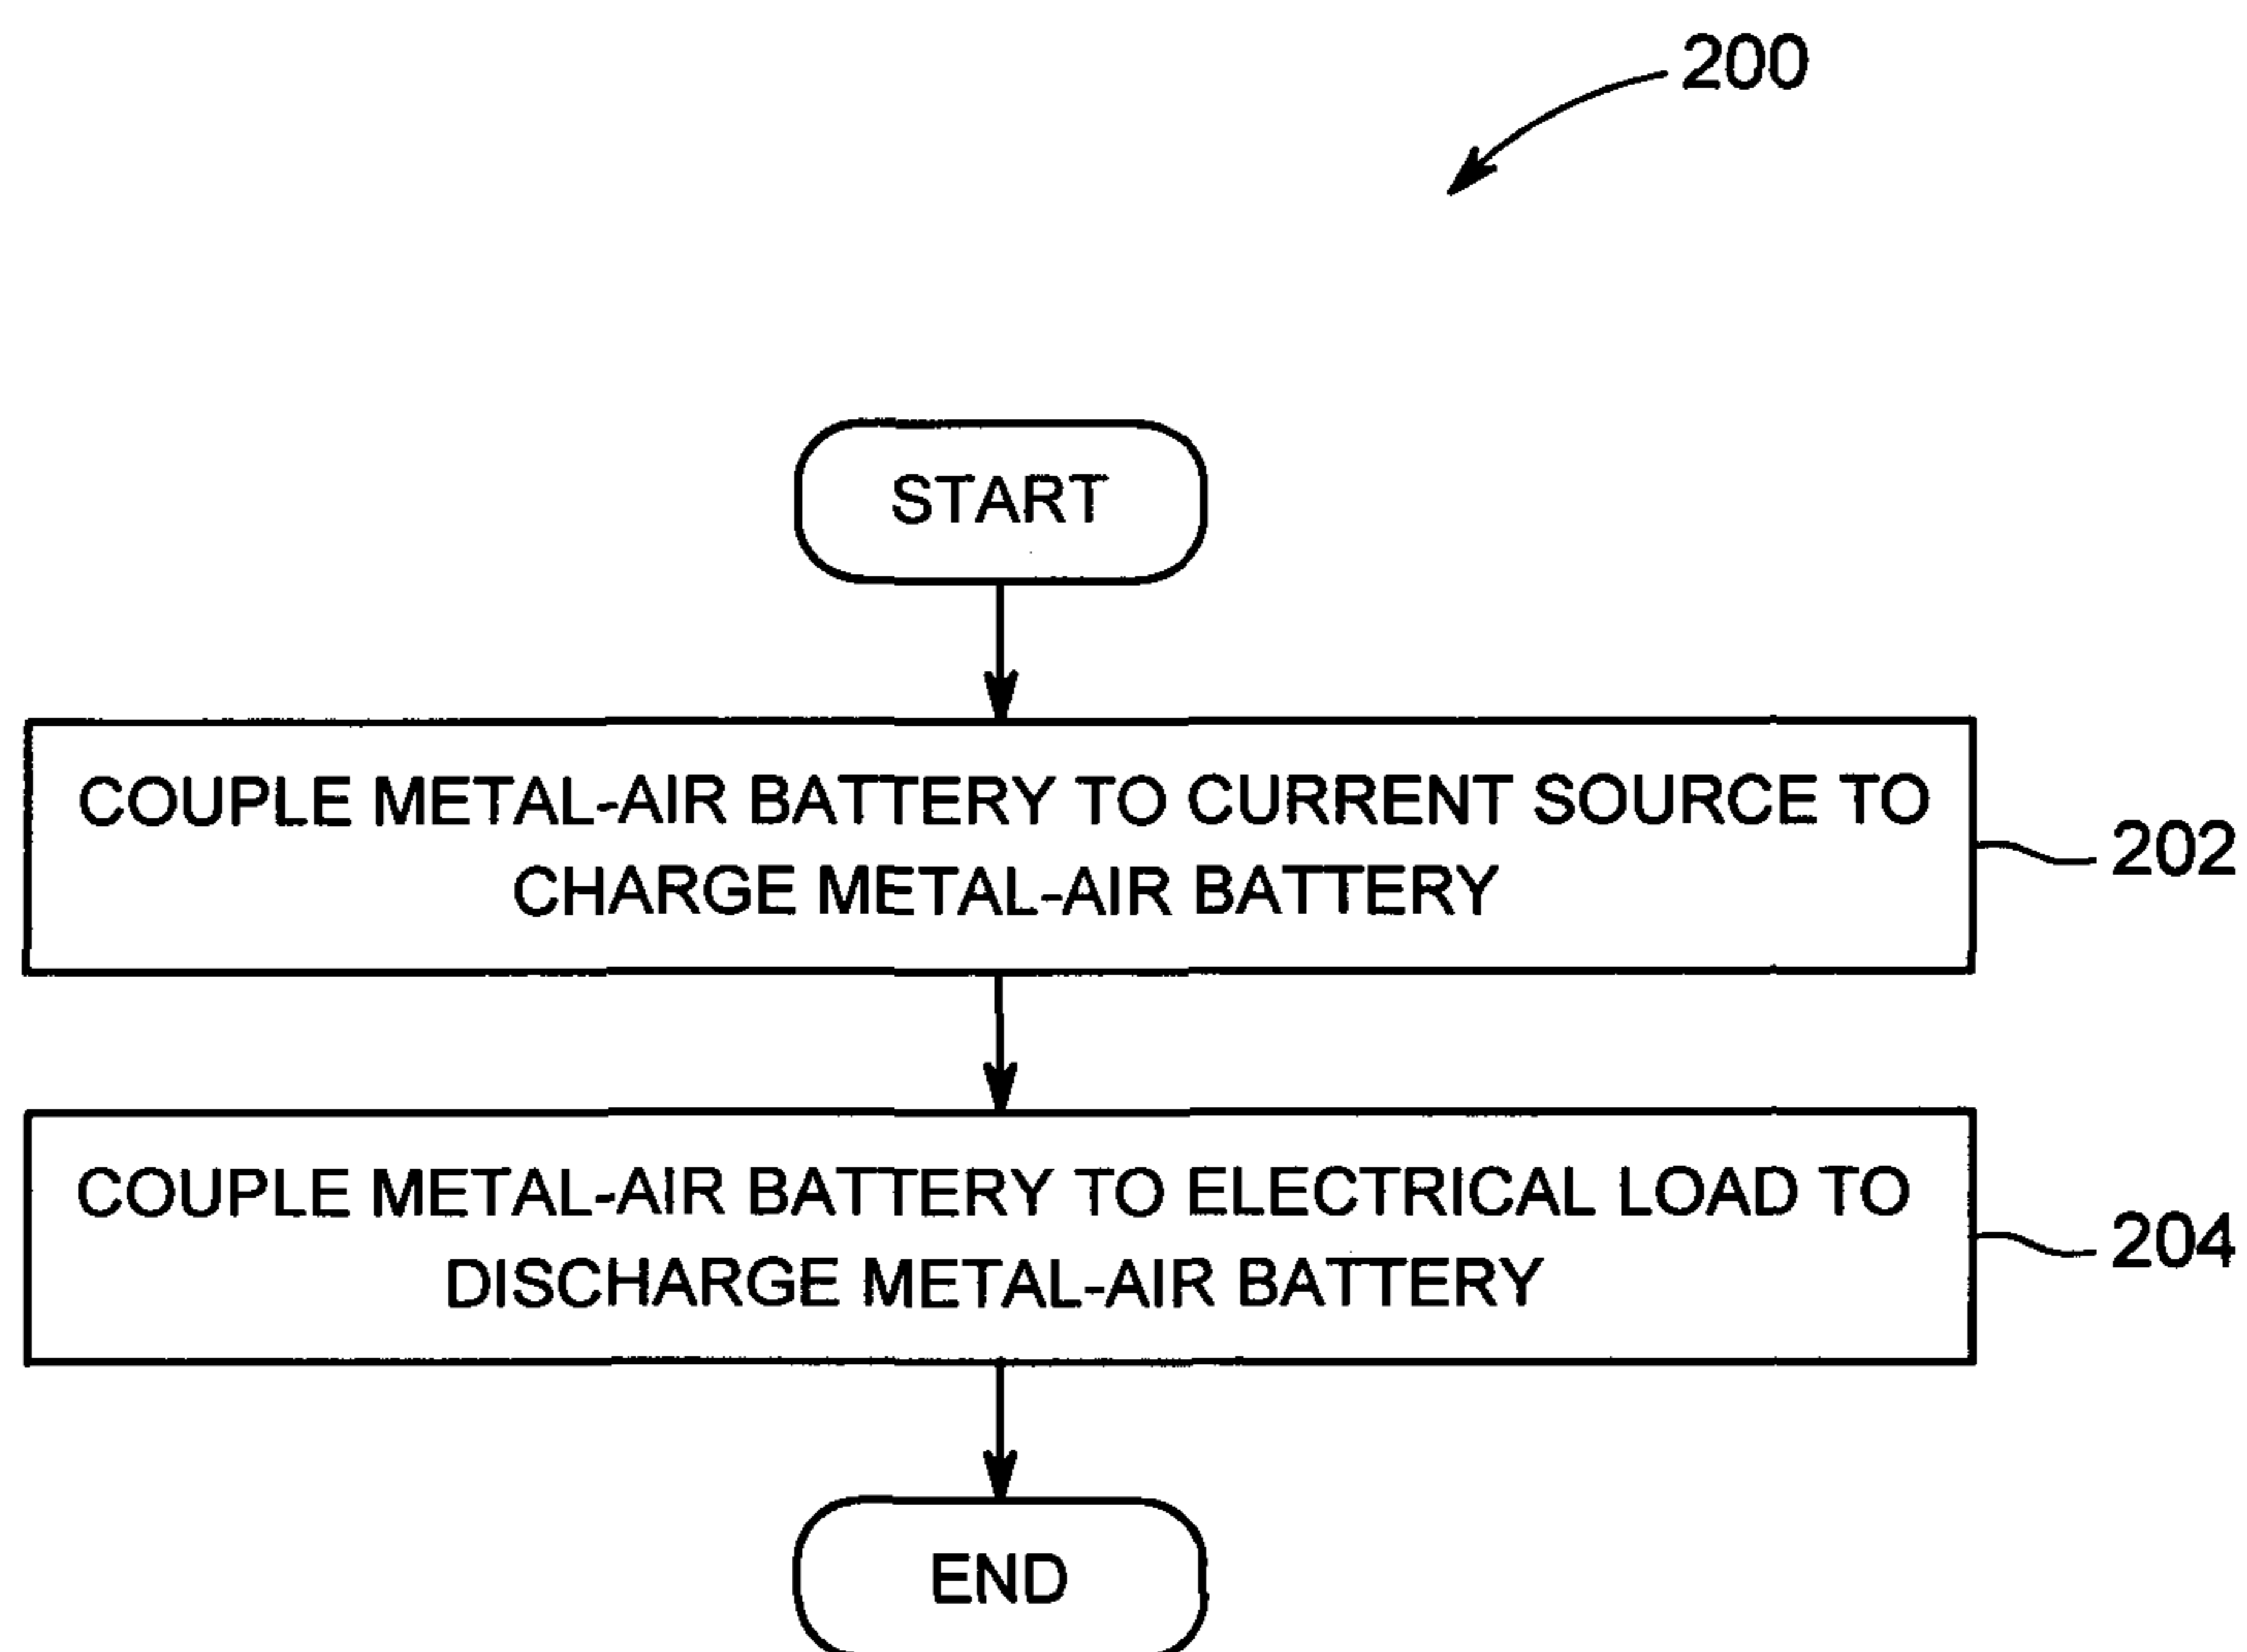 200
START
COUPLE METAL-AIR BATTERY TO CURRENT SOURCE TO
CHARGE METAL-AIR BATTERY
202
COUPLE METAL-AIR BATTERY TO ELECTRICAL LOAD TO
DISCHARGE METAL-AIR BATTERY
204
END